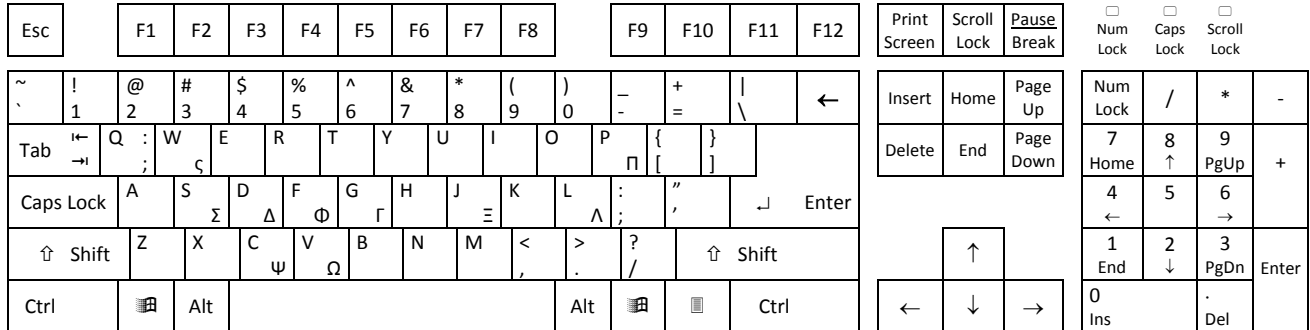 Esc F1 F2 F3 F4 F5 F6 F7 F8 F9 F10 F11 F12 Print Scroll Pause Num Caps Scroll
Screen Lock Break Lock Lock Lock
~ ! @ # $ % ^ & * ( ) _ + | Insert Home Page Num / * -
` 1 2 3 4 5 6 7 8 9 0 - = \ ← Up Lock
Tab ⇤ Q : W E R T Y U I O P { } Delete End Page 7 8 9 +
⇥ ; ς Π [ ] Down Home ↑ PgUp
Caps Lock A S D F G H J K L : " ↵ Enter 4 5 6
Σ Δ Φ Γ Ξ Λ ; ' ← →
⇧ Shift Z X C V B N M < > ? ⇧ Shift ↑ 1 2 3 Enter
Ψ Ω , . / End ↓ PgDn
Ctrl Alt Alt Ctrl ← ↓ → 0 .
Ins Del